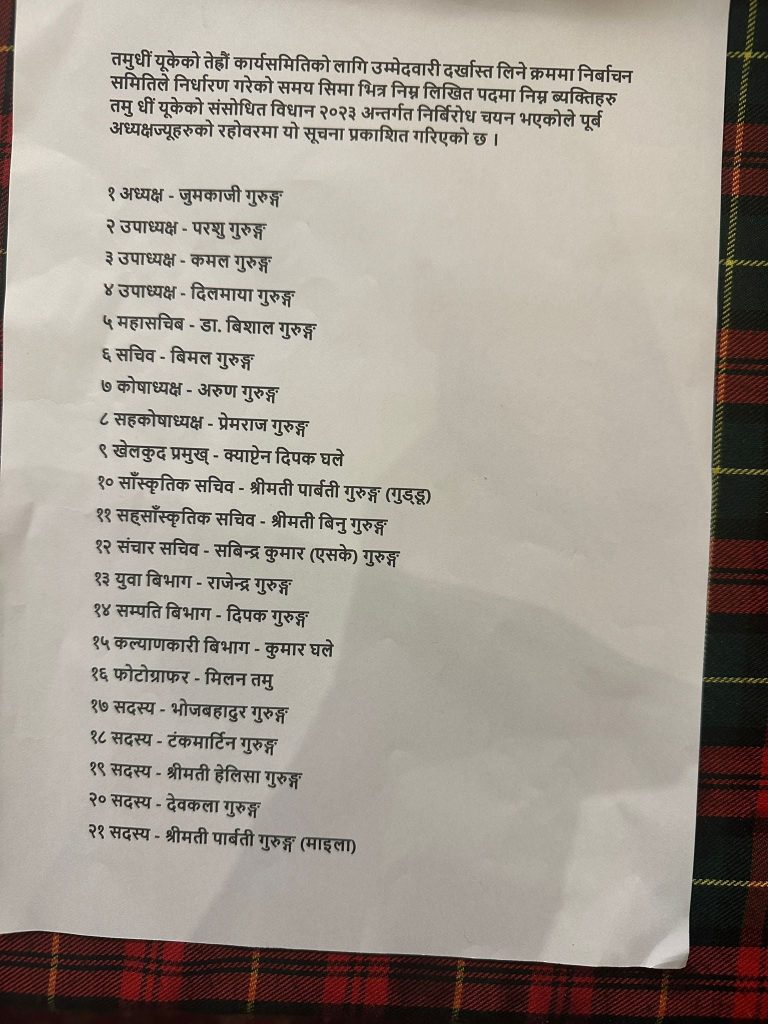 तमुधीं यूकेको तेह्रौं कार्यसमितिको लागि उम्मेदवारी दर्खास्त लिने क्रममा निर्बाचन
समितिले निर्धारण गरेको समय सिमा भित्र निम्न लिखित पदमा निम्न ब्यक्तिहरु
तमु धीं यूकेको संसोधित विधान २०२३ अन्तर्गत निर्बिरोध चयन भएकोले पूर्ब
अध्यक्षज्यूहरुको रहोवरमा यो सूचना प्रकाशित गरिएको छ ।
१ अध्यक्ष - जुमकाजी गुरुङ्ग
२ उपाध्यक्ष - परशु गुरुङ्ग
३ उपाध्यक्ष - कमल गुरुङ्ग
४ उपाध्यक्ष - दिलमाया गुरुङ्ग
५ महासचिब - डा. बिशाल गुरुङ्ग
६ सचिव - बिमल गुरुङ्ग
७ कोषाध्यक्ष - अरुण गुरुङ्ग
८ सहकोषाध्यक्ष - प्रेमराज गुरुङ्ग
९ खेलकुद प्रमुख् - क्याप्टेन दिपक घले
१० साँस्कृतिक सचिव - श्रीमती पार्बती गुरुङ्ग (गुड्डू)
११ सह्साँस्कृतिक सचिव - श्रीमती बिनु गुरुङ्ग
१२ संचार सचिव - सबिन्द्र कुमार (एसके) गुरुङ्ग
१३ युवा बिभाग - राजेन्द्र गुरुङ्ग
१४ सम्पति बिभाग - दिपक गुरुङ्ग
१५ कल्याणकारी बिभाग - कुमार घले
१६ फोटोग्राफर - मिलन तमु
१७ सदस्य - भोजबहादुर गुरुङ्ग
१८ सदस्य - टंकमार्टिन गुरुङ्ग
१९ सदस्य - श्रीमती हेलिसा गुरुङ्ग
२० सदस्य - देवकला गुरुङ्ग
२१ सदस्य - श्रीमती पार्बती गुरुङ्ग (माइला)